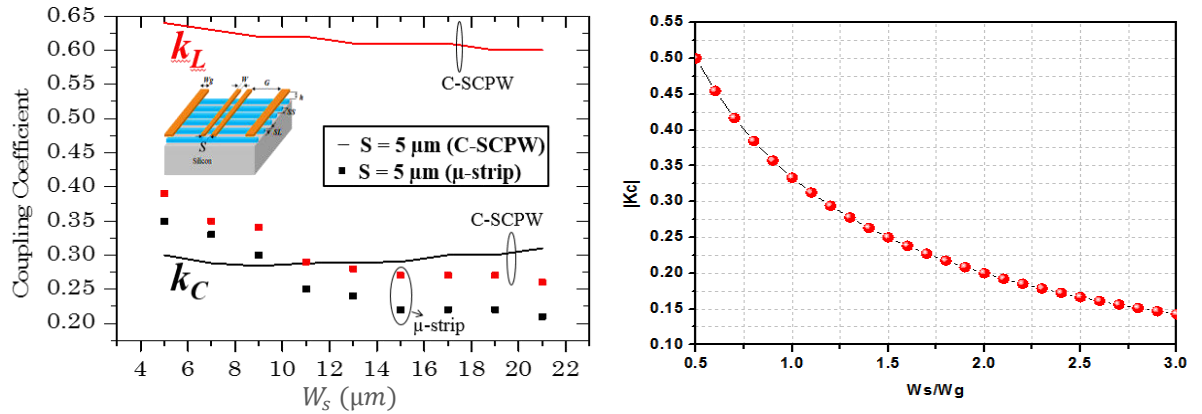 0.65
0.60
0.55
0.50
0.45
0.40
0.35
0.30
0.25
0.20
Coupling Coefficient
k_L
C-SCPW
Wg
W
G
h
SS
SL
S
Silicon
– S = 5 μm (C-SCPW)
▪ S = 5 μm (μ-strip)
C-SCPW
k_C
μ-strip
4 6 8 10 12 14 16 18 20 22
W_s (μm)
0.55
0.50
0.45
0.40
0.35
0.30
0.25
0.20
0.15
0.10
|Kc|
0.5 1.0 1.5 2.0 2.5 3.0
Ws/Wg